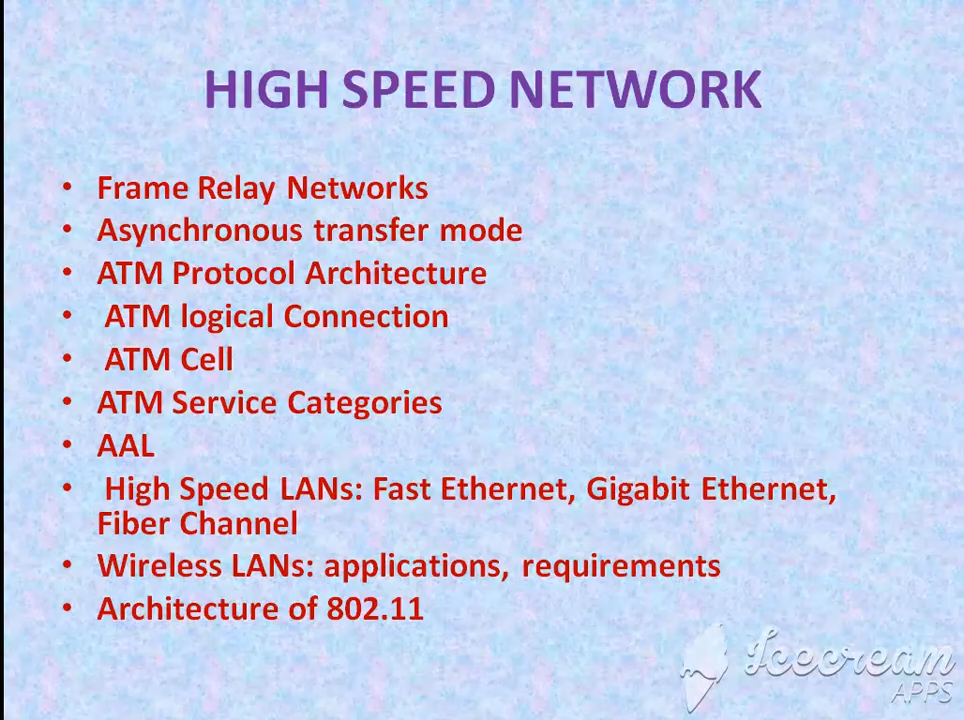 HIGH SPEED NETWORK
• Frame Relay Networks
• Asynchronous transfer mode
• ATM Protocol Architecture
• ATM logical Connection
• ATM Cell
• ATM Service Categories
• AAL
• High Speed LANs: Fast Ethernet, Gigabit Ethernet,
Fiber Channel
• Wireless LANs: applications, requirements
• Architecture of 802.11
Icecream
APPS